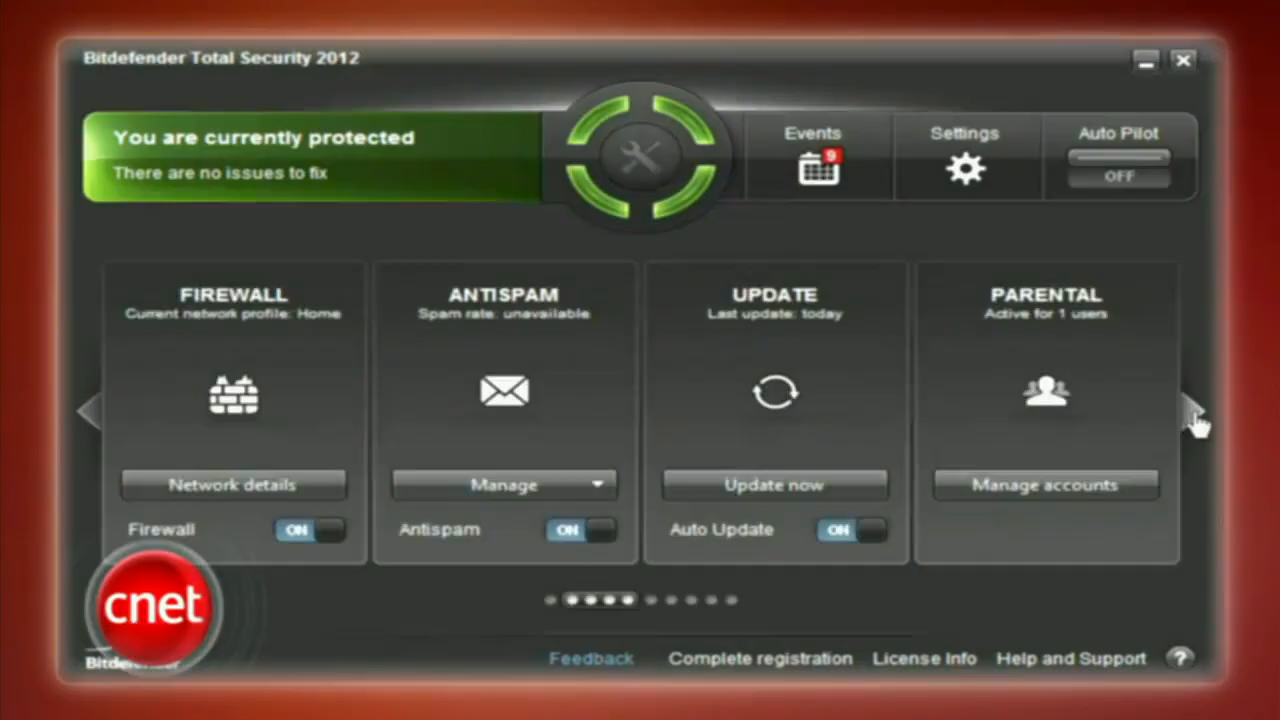 Bitdefender Total Security 2012
You are currently protected
There are no issues to fix
Events
9
Settings
Auto Pilot
OFF
FIREWALL
Current network profile: Home
Network details
Firewall
ON
ANTISPAM
Spam rate: unavailable
Manage
Antispam
ON
UPDATE
Last update: today
Update now
Auto Update
ON
PARENTAL
Active for 1 users
Manage accounts
cnet
Bitdefender
Feedback
Complete registration
License Info
Help and Support
?